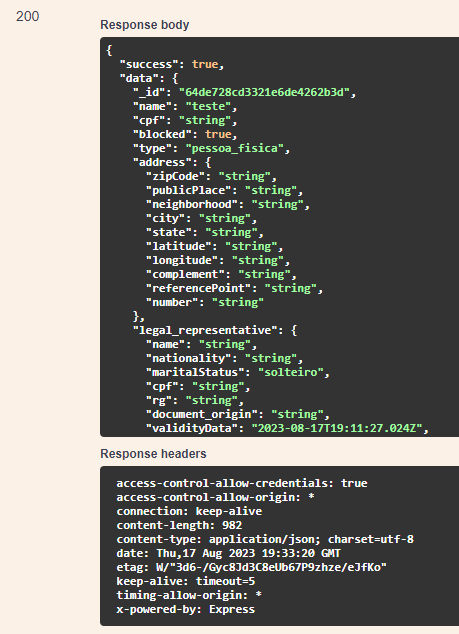 200
Response body
{
"success": true,
"data": {
"_id": "64de728cd3321e6de4262b3d",
"name": "teste",
"cpf": "string",
"blocked": true,
"type": "pessoa_fisica",
"address": {
"zipCode": "string",
"publicPlace": "string",
"neighborhood": "string",
"city": "string",
"state": "string",
"latitude": "string",
"longitude": "string",
"complement": "string",
"referencePoint": "string",
"number": "string"
},
"legal_representative": {
"name": "string",
"nationality": "string",
"maritalStatus": "solteiro",
"cpf": "string",
"rg": "string",
"document_origin": "string",
"validityData": "2023-08-17T19:11:27.024Z",
Response headers
access-control-allow-credentials: true
access-control-allow-origin: *
connection: keep-alive
content-length: 982
content-type: application/json; charset=utf-8
date: Thu,17 Aug 2023 19:33:20 GMT
etag: W/"3d6-/Gyc8Jd3C8eUb67P9zhze/eJfKo"
keep-alive: timeout=5
timing-allow-origin: *
x-powered-by: Express